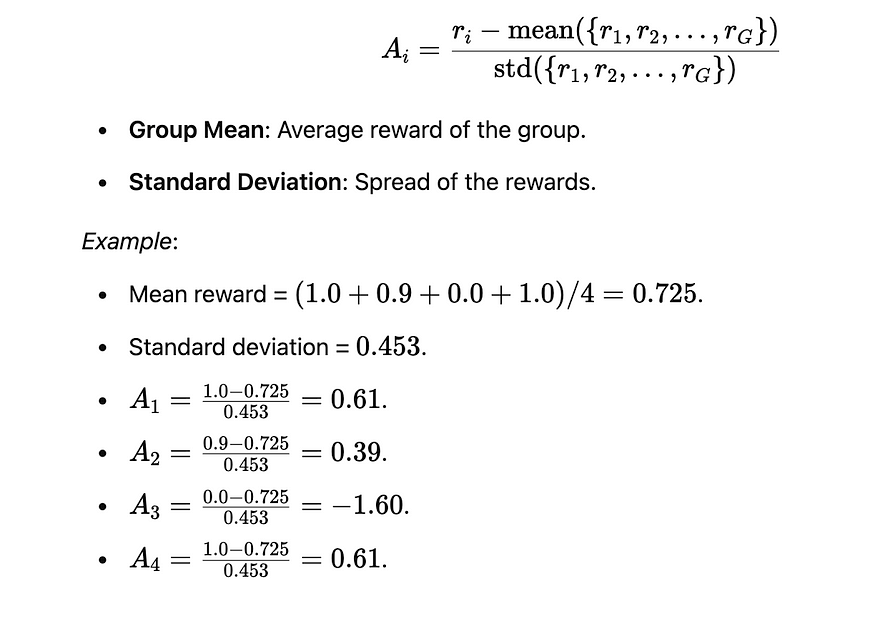 A_i = \frac{r_i − mean({r_1, r_2, . . . , r_G})}{std({r_1, r_2, . . . , r_G})}
• Group Mean: Average reward of the group.
• Standard Deviation: Spread of the rewards.
Example:
• Mean reward = (1.0 + 0.9 + 0.0 + 1.0)/4 = 0.725.
• Standard deviation = 0.453.
• A_1 = \frac{1.0−0.725}{0.453} = 0.61.
• A_2 = \frac{0.9−0.725}{0.453} = 0.39.
• A_3 = \frac{0.0−0.725}{0.453} = −1.60.
• A_4 = \frac{1.0−0.725}{0.453} = 0.61.